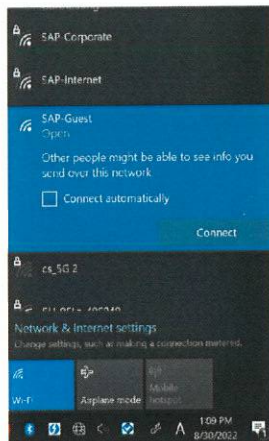 SAP-Corporate
SAP-Internet
SAP-Guest
Open
Other people might be able to see info you
send over this network
Connect automatically
Connect
cs_5G 2
Network & Internet settings
Change settings, such as making a connection metered.
Wi-Fi
Airplane mode
Mobile
hotspot
1:09 PM
8/30/2022